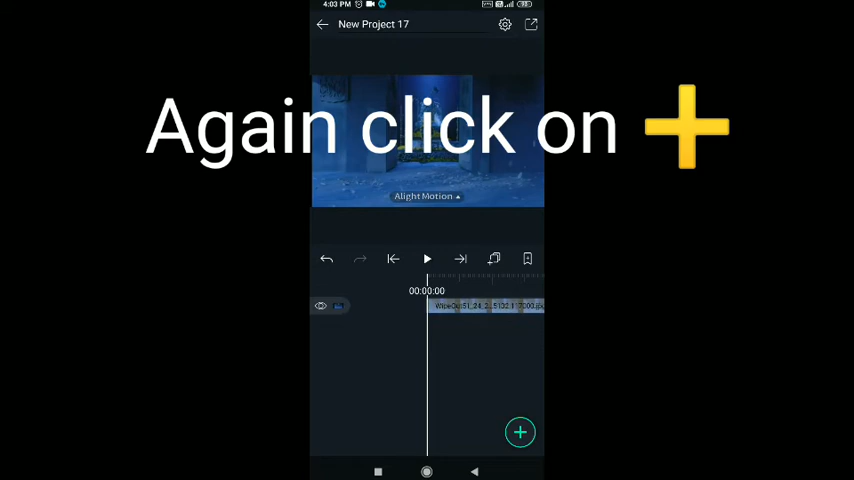 4:03 PM
New Project 17
Again click on ➕
Alight Motion
00:00:00